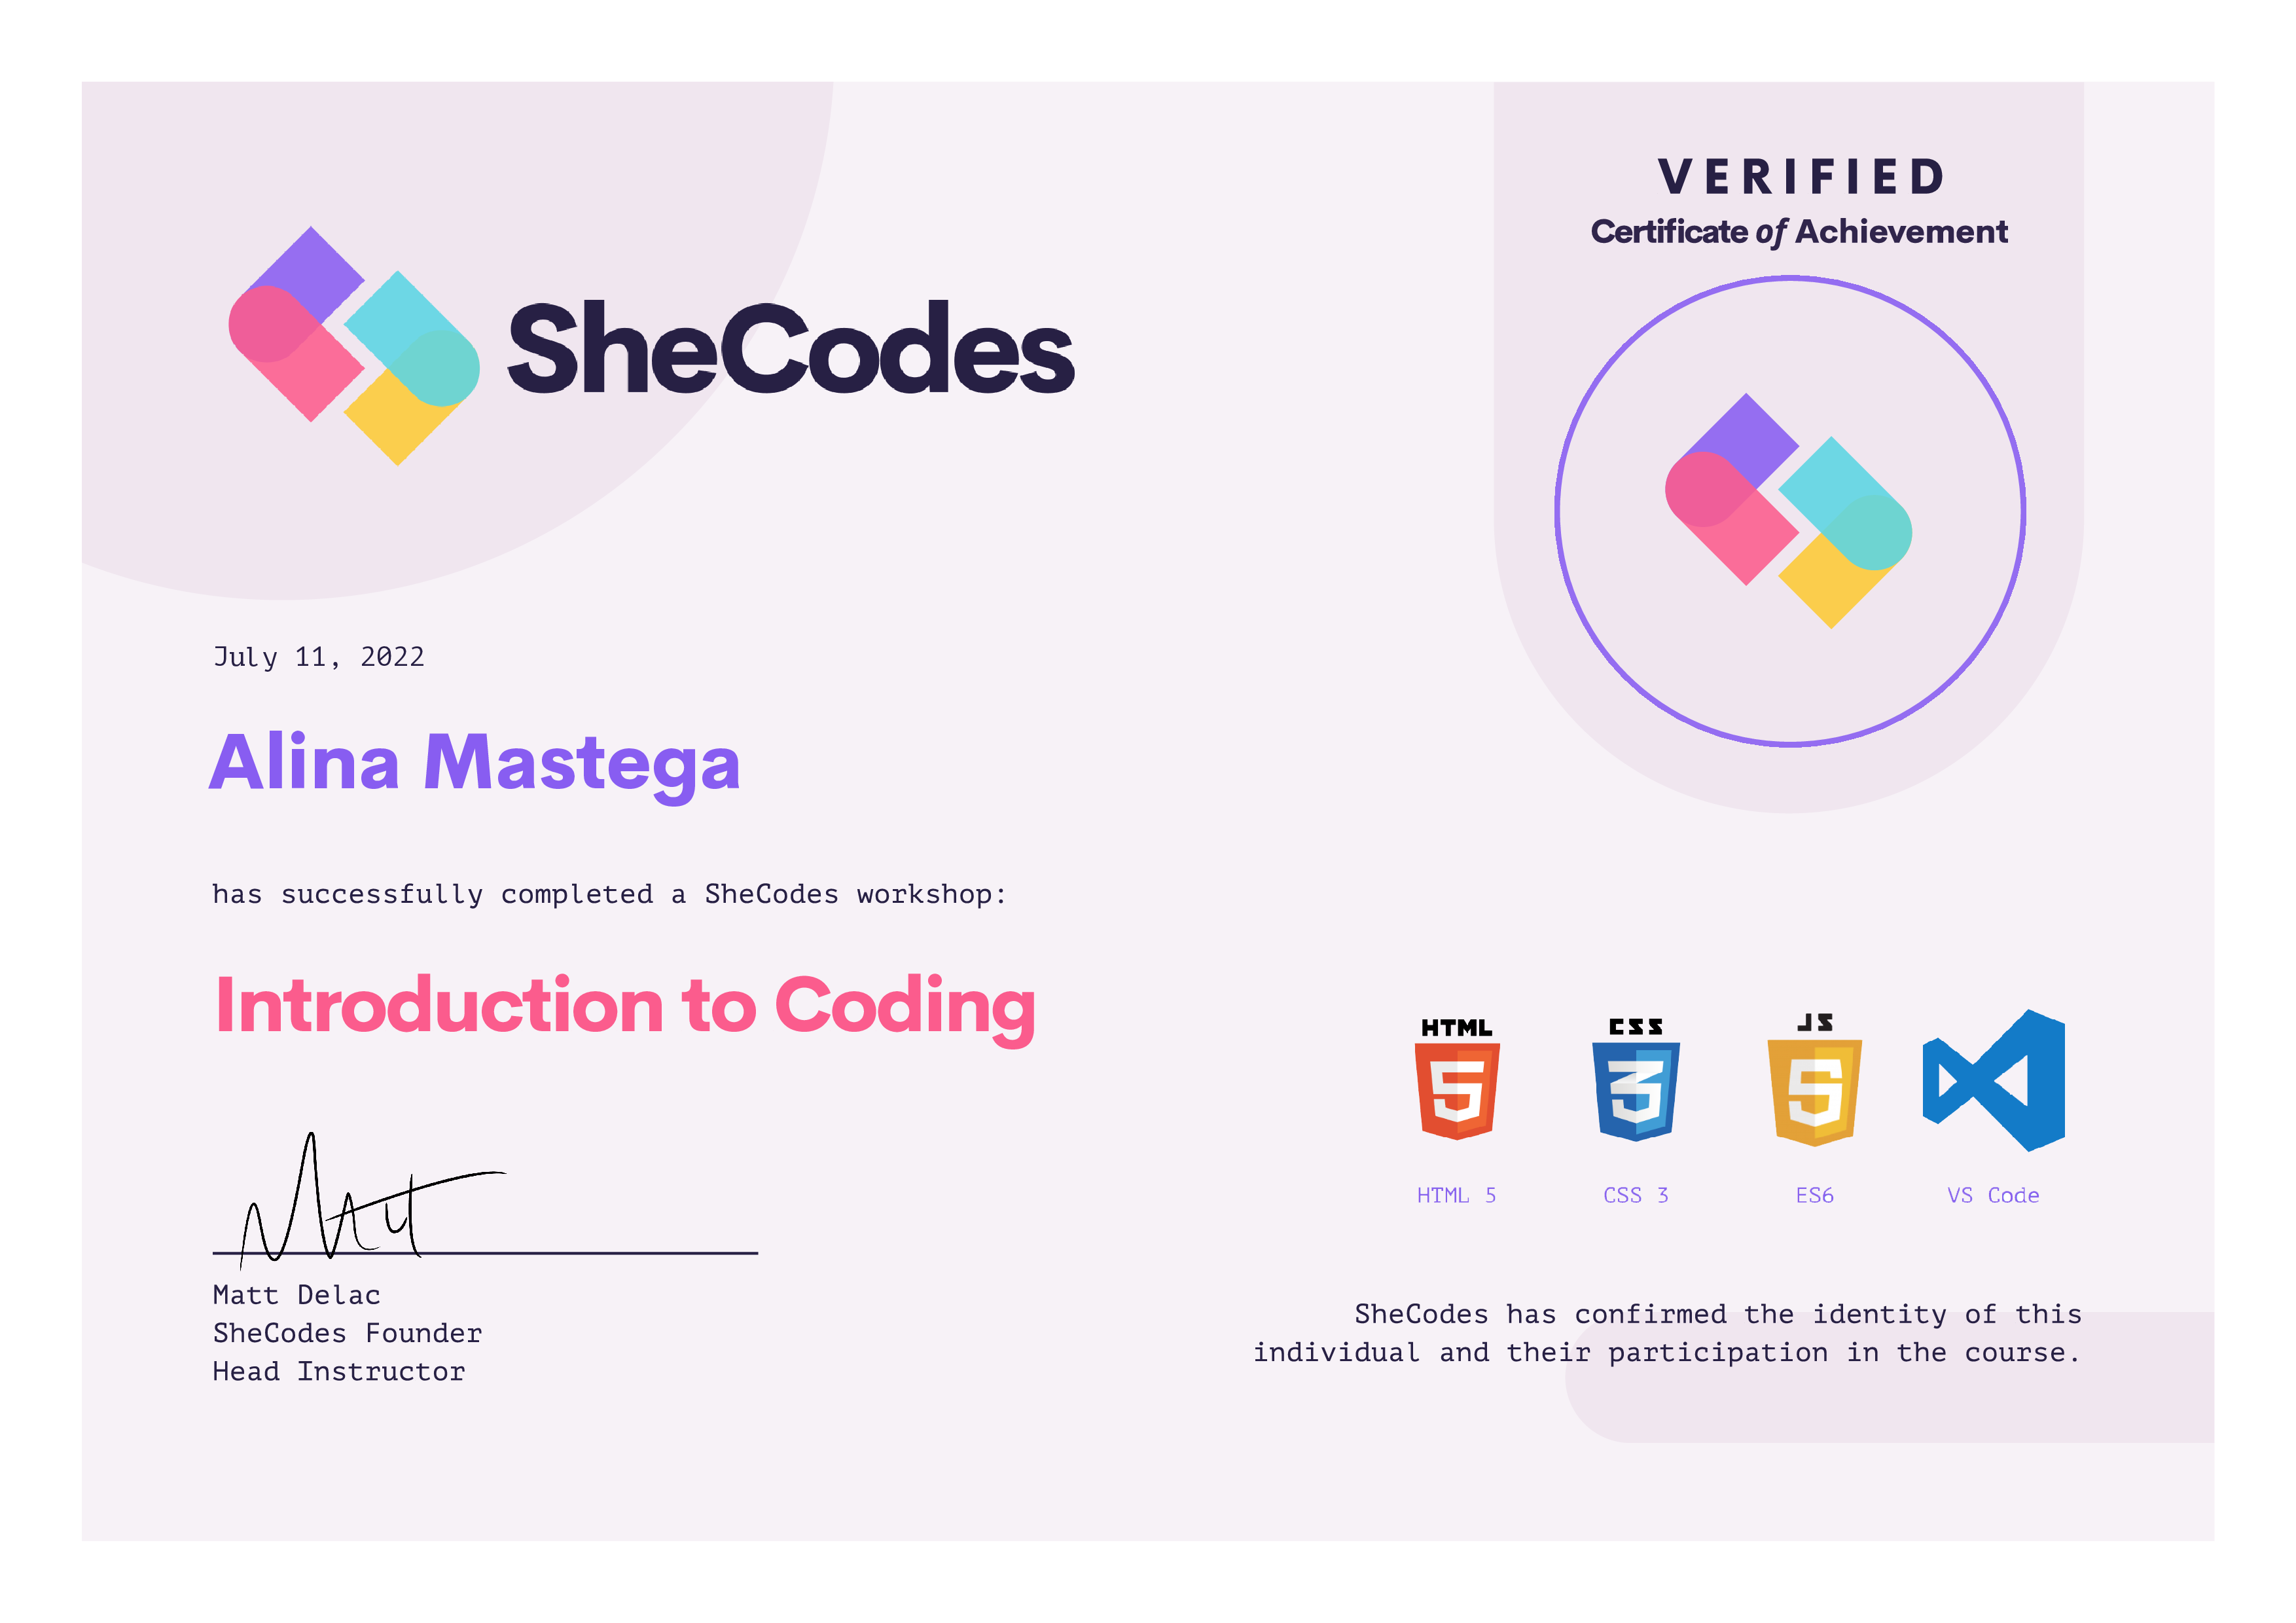 VERIFIED
Certificate of Achievement
SheCodes
July 11, 2022
Alina Mastega
has successfully completed a SheCodes workshop:
Introduction to Coding
HTML
CSS
JS
5
3
5
HTML 5
CSS 3
ES6
VS Code
Matt
Matt Delac
SheCodes Founder
Head Instructor
SheCodes has confirmed the identity of this
individual and their participation in the course.